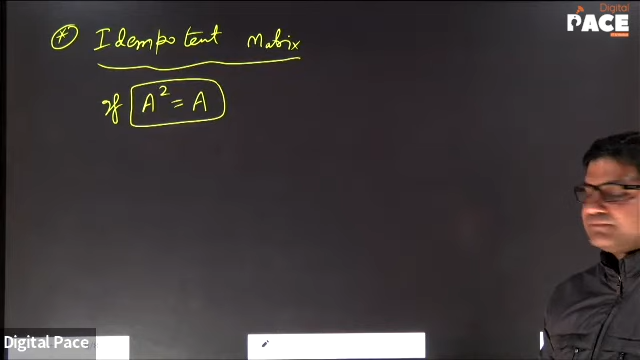 * Idempotent Matrix
if A² = A
Digital
PACE
Digital Pace